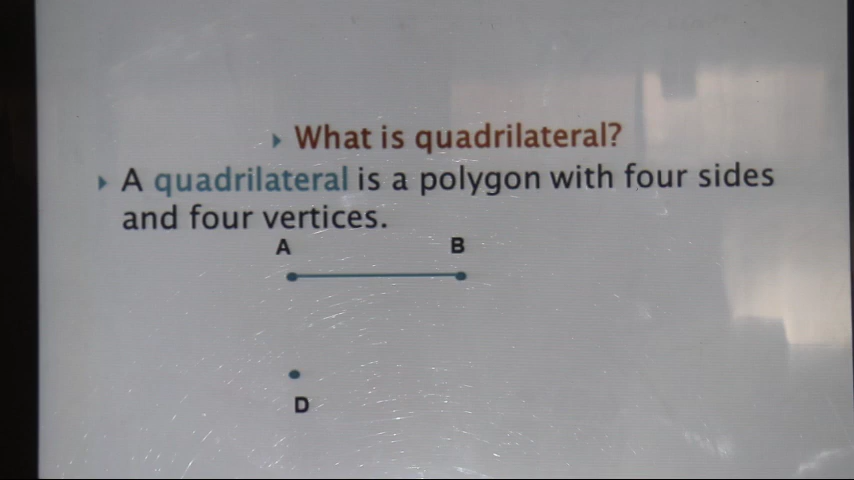 What is quadrilateral?
A quadrilateral is a polygon with four sides
and four vertices.
A B
D